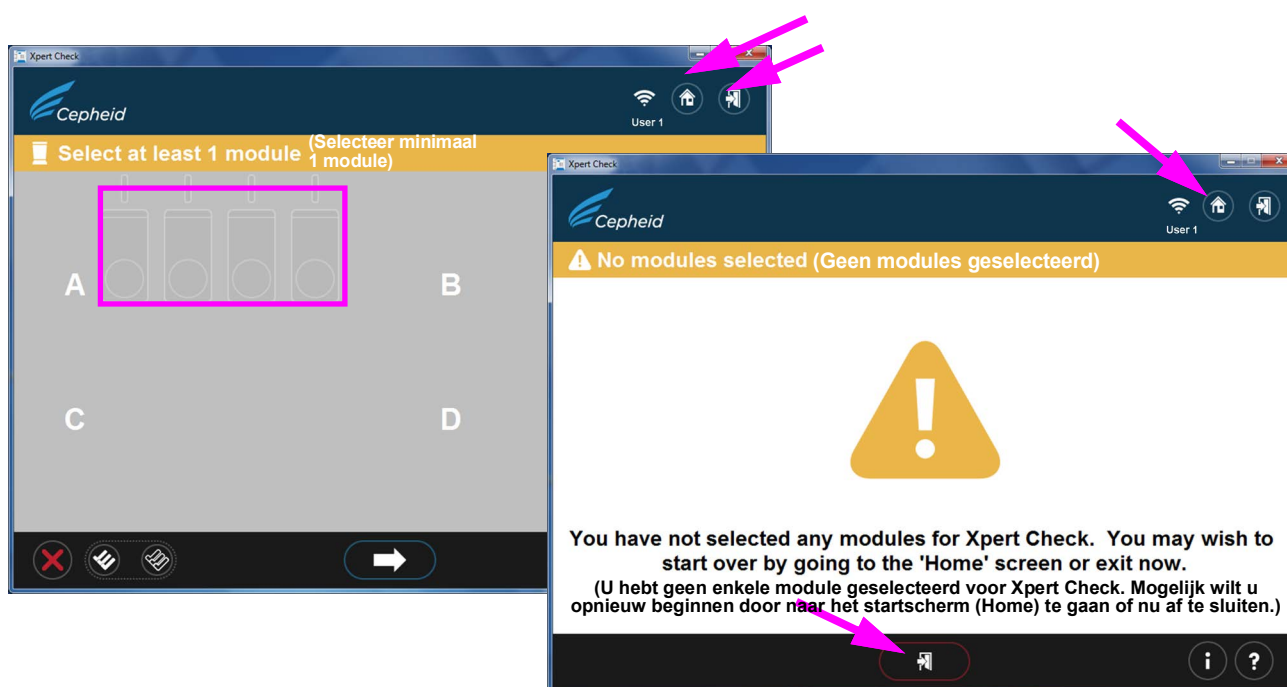 Xpert Check
Cepheid
User 1
Select at least 1 module (Selecteer minimaal
1 module)
A
B
C
D
Xpert Check
Cepheid
User 1
No modules selected (Geen modules geselecteerd)
You have not selected any modules for Xpert Check. You may wish to
start over by going to the 'Home' screen or exit now.
(U hebt geen enkele module geselecteerd voor Xpert Check. Mogelijk wilt u
opnieuw beginnen door naar het startscherm (Home) te gaan of nu af te sluiten.)
i ?